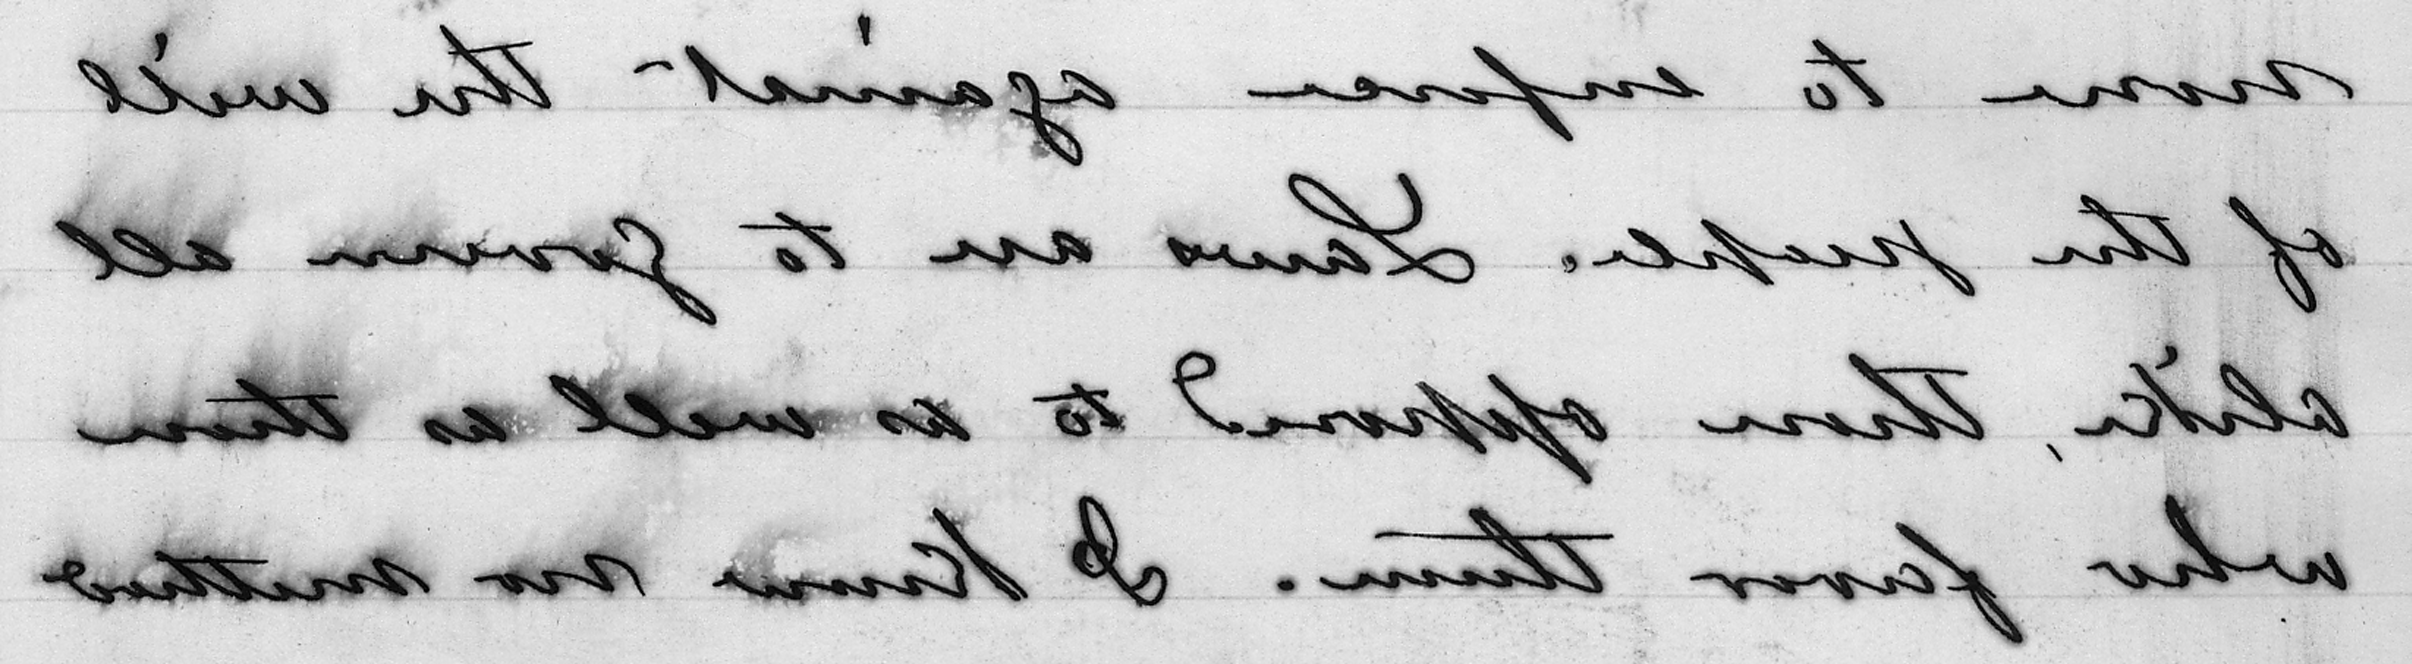 none to enforce against the will
of the people. Laws are to govern all
alike, those opposed to as well as those
who favor them. I know no method